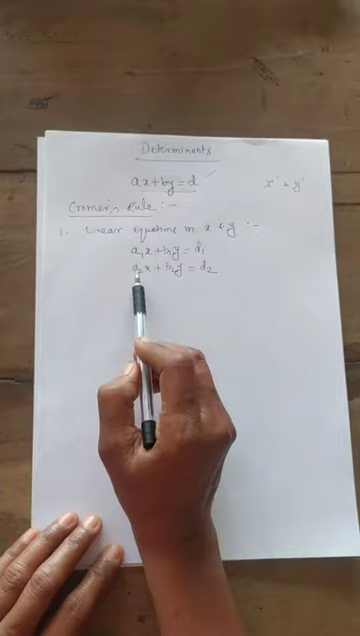 Determinants
ax+by=d
x' & y'
Cramer's Rule :-
1. Linear equations in x & y :-
a₁x+b₁y=d₁
a₂x+b₂y=d₂